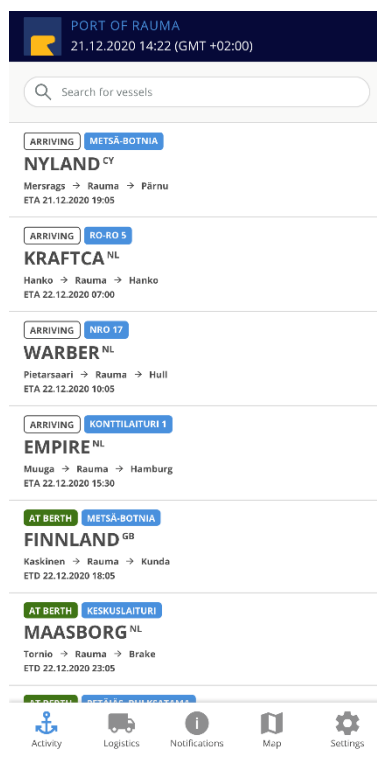 PORT OF RAUMA
21.12.2020 14:22 (GMT +02:00)
Search for vessels
ARRIVING METSÄ-BOTNIA
NYLAND CY
Mersrags → Rauma → Pärnu
ETA 21.12.2020 19:05
ARRIVING RO-RO 5
KRAFTCA NL
Hanko → Rauma → Hanko
ETA 22.12.2020 07:00
ARRIVING NRO 17
WARBER NL
Pietarsaari → Rauma → Hull
ETA 22.12.2020 10:05
ARRIVING KONTTILAITURI 1
EMPIRE NL
Muuga → Rauma → Hamburg
ETA 22.12.2020 15:30
AT BERTH METSÄ-BOTNIA
FINNLAND GB
Kaskinen → Rauma → Kunda
ETD 22.12.2020 18:05
AT BERTH KESKUSLAITURI
MAASBORG NL
Tornio → Rauma → Brake
ETD 22.12.2020 23:05
AT BERTH
Activity Logistics Notifications Map Settings